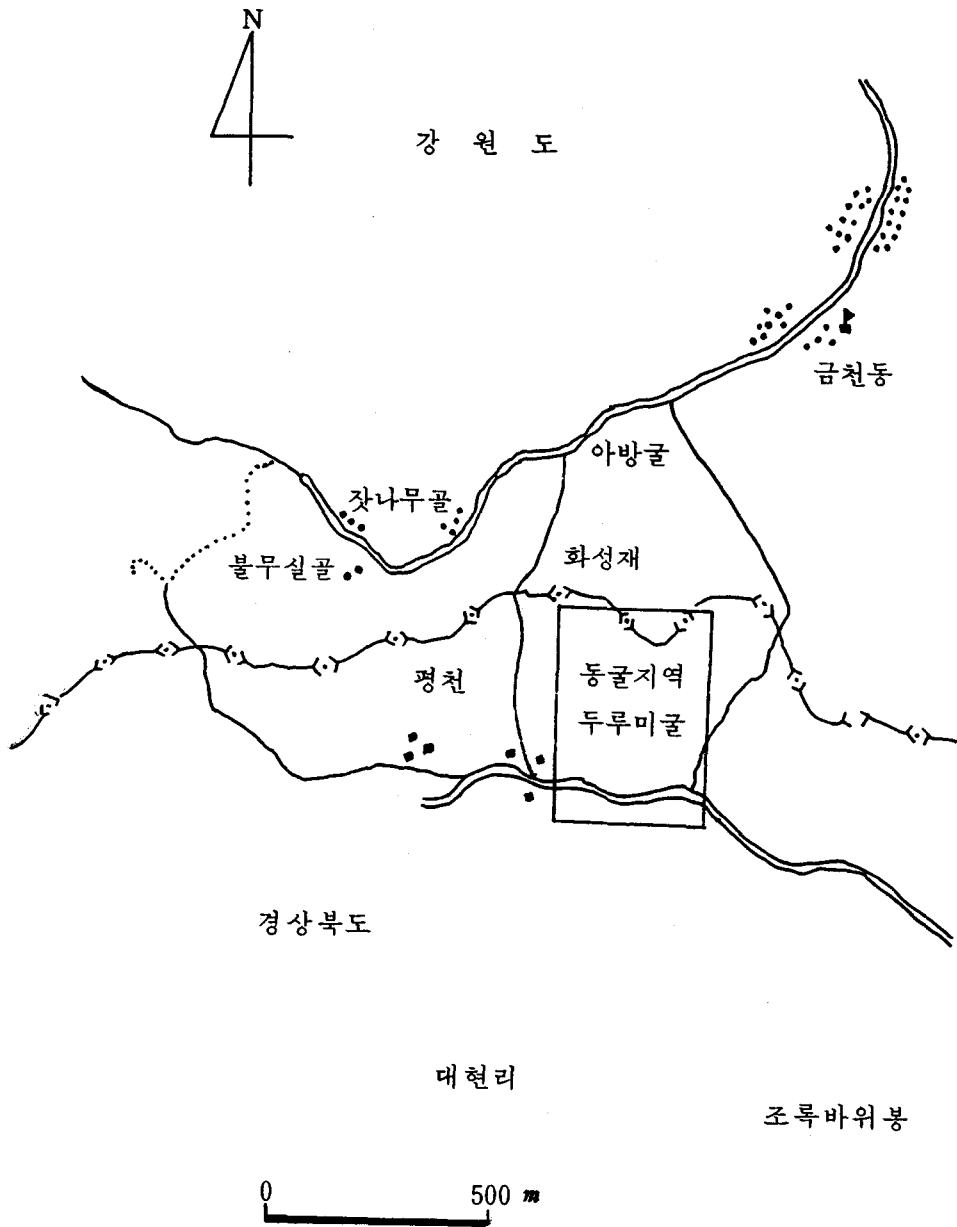 N
강 원 도
금천동
아방굴
잣나무골
화성재
불무실골
평천
동굴지역
두루미굴
경상북도
대현리
조록바위봉
0 500 m